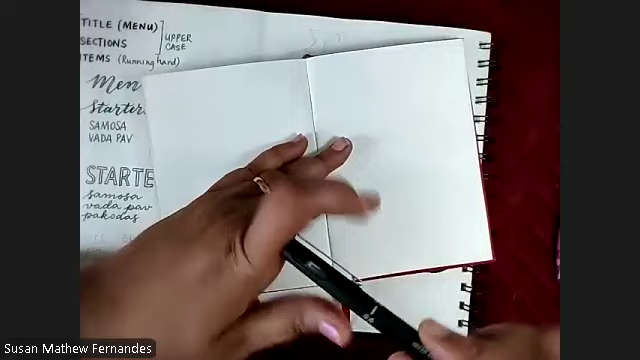 TITLE (MENU)
SECTIONS
UPPER
CASE
ITEMS (Running hand)
Men
Starter
SAMOSA
VADA PAV
STARTE
samosa
vada pav
pakodas
Susan Mathew Fernandes